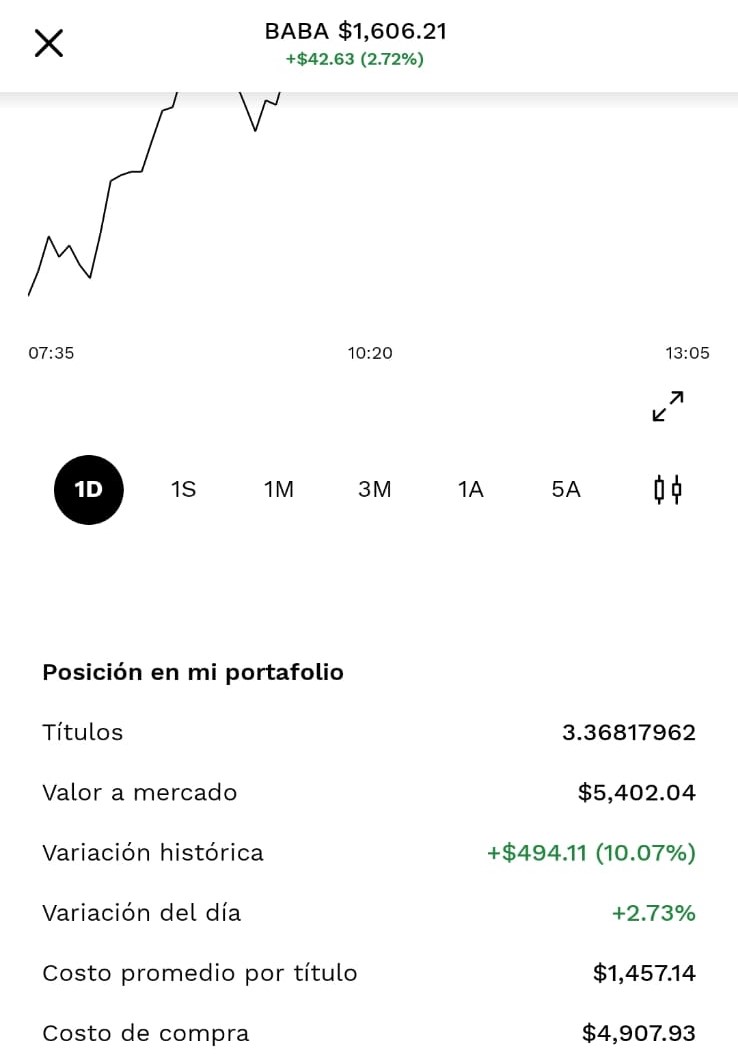 BABA $1,606.21
+$42.63 (2.72%)
07:35 10:20 13:05
1D 1S 1M 3M 1A 5A
Posición en mi portafolio
Títulos 3.36817962
Valor a mercado $5,402.04
Variación histórica +$494.11 (10.07%)
Variación del día +2.73%
Costo promedio por título $1,457.14
Costo de compra $4,907.93